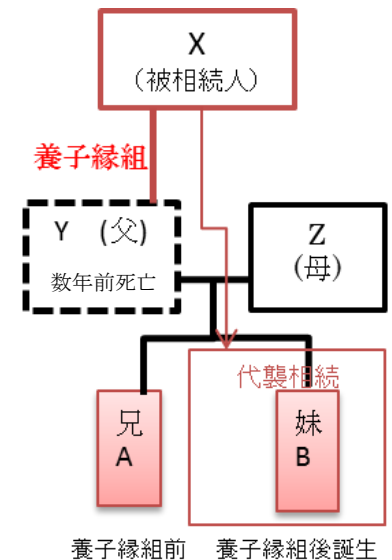 X
（被相続人）
養子縁組
Y （父）
数年前死亡
Z
(母)
代襲相続
兄
A
妹
B
養子縁組前
養子縁組後誕生